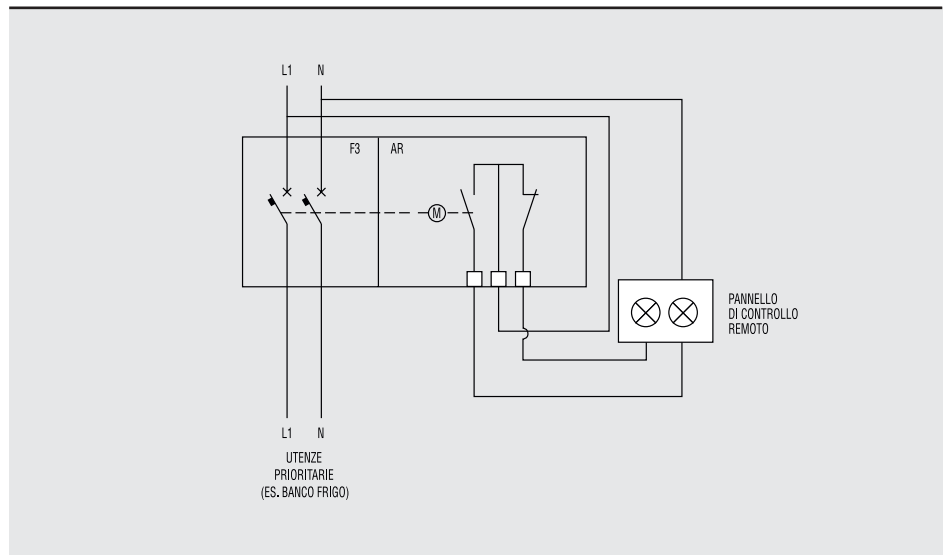 L1 N
F3 AR
M
PANNELLO
DI CONTROLLO
REMOTO
L1 N
UTENZE
PRIORITARIE
(ES. BANCO FRIGO)